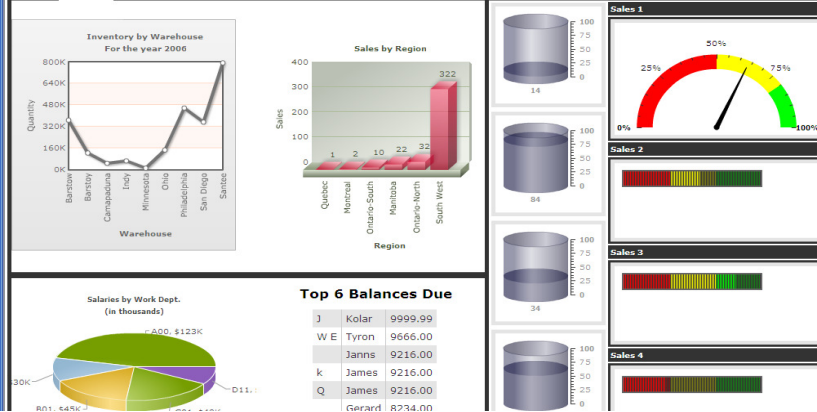 Inventory by Warehouse
For the year 2006
800K
640K
480K
320K
160K
0K
Quantity
Barstow
Barstoy
Camapaduna
Indy
Minnesota
Ohio
Philadelphia
San Diego
Santee
Warehouse
Sales by Region
400
300
200
100
0
Sales
1
2
10
22
32
322
Quebec
Montreal
Ontario-South
Manitoba
Ontario-North
South West
Region
100
75
50
25
0
14
100
75
50
25
0
84
100
75
50
25
0
34
100
75
50
25
0
Sales 1
0%
25%
50%
75%
100%
Sales 2
Sales 3
Sales 4
Salaries by Work Dept.
(in thousands)
A00, $123K
30K
B01, $45K
D11,
Top 6 Balances Due
J Kolar 9999.99
W E Tyron 9666.00
Janns 9216.00
k James 9216.00
Q James 9216.00
Gerard 8234.00